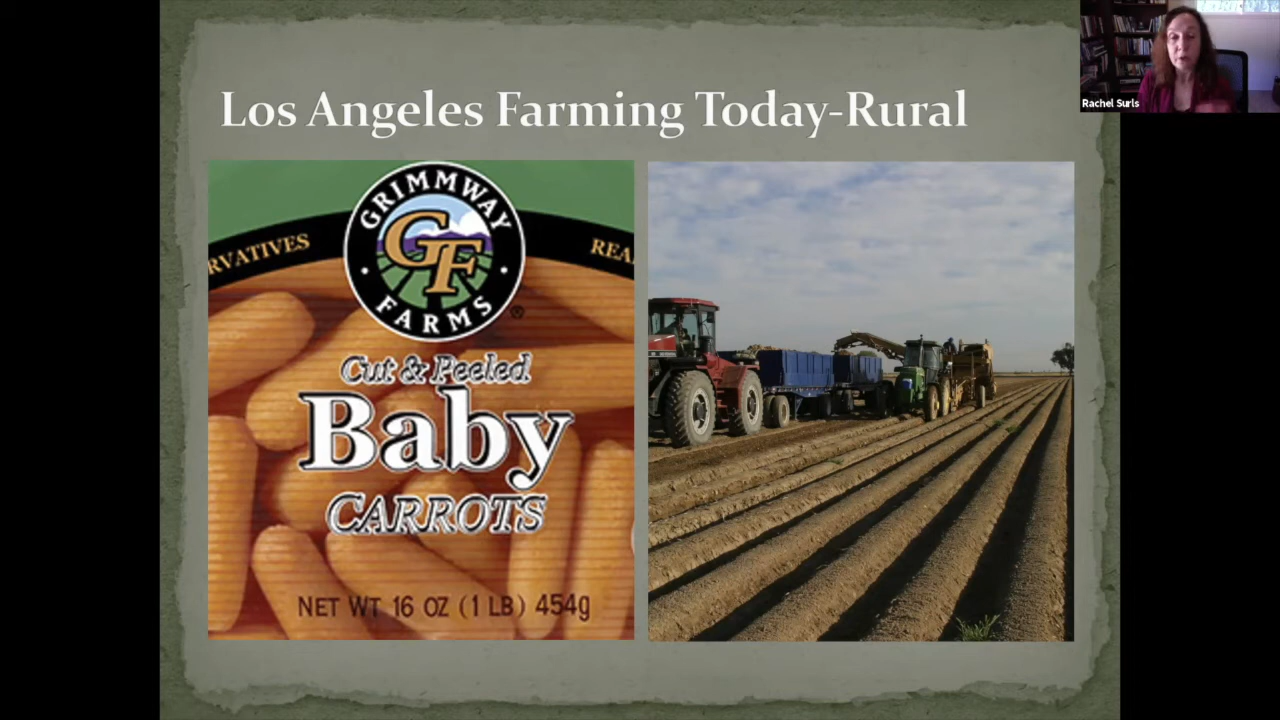 Los Angeles Farming Today-Rural
Rachel Surls
GRIMMWAY
GF
FARMS
®
RVATIVES
REA
Cut & Peeled
Baby
CARROTS
NET WT 16 OZ (1 LB) 454g